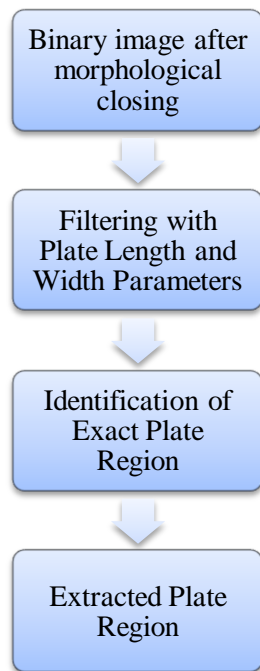 Binary image after
morphological
closing
Filtering with
Plate Length and
Width Parameters
Identification of
Exact Plate
Region
Extracted Plate
Region